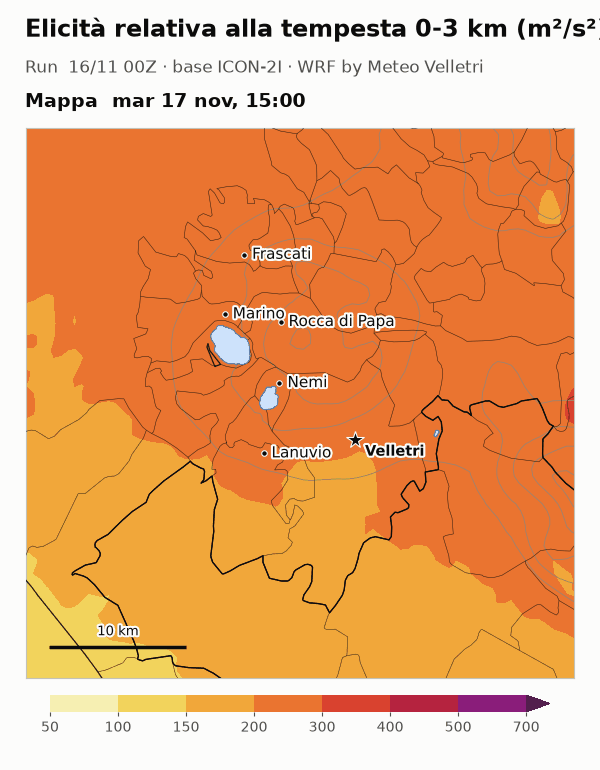 Elicità relativa alla tempesta 0-3 km (m²/s²)
Run 16/11 00Z · base ICON-2I · WRF by Meteo Velletri
Mappa mar 17 nov, 15:00
Frascati
Marino
Rocca di Papa
Nemi
Velletri
Lanuvio
10 km
50 100 150 200 300 400 500 700